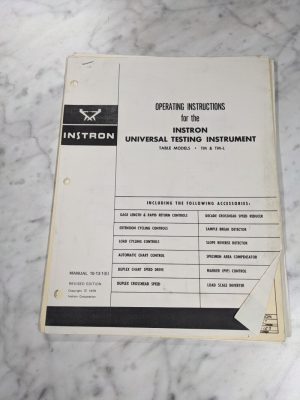 OPERATING INSTRUCTIONS
for the
INSTRON
UNIVERSAL TESTING INSTRUMENT
TABLE MODELS • TM & TM-L
INSTRON
INCLUDING THE FOLLOWING ACCESSORIES:
GAGE LENGTH & RAPID RETURN CONTROLS
EXTENSION CYCLING CONTROLS
LOAD CYCLING CONTROLS
AUTOMATIC CHART CONTROL
DUPLEX CHART SPEED DRIVE
DUPLEX CROSSHEAD SPEED
DECADE CROSSHEAD SPEED REDUCER
SAMPLE BREAK DETECTOR
SLOPE REVERSE DETECTOR
SPECIMEN AREA COMPENSATOR
MARKER (PIP) CONTROL
LOAD SCALE INVERTER
MANUAL
REVISED EDITION
Copyright
Instron Corporation